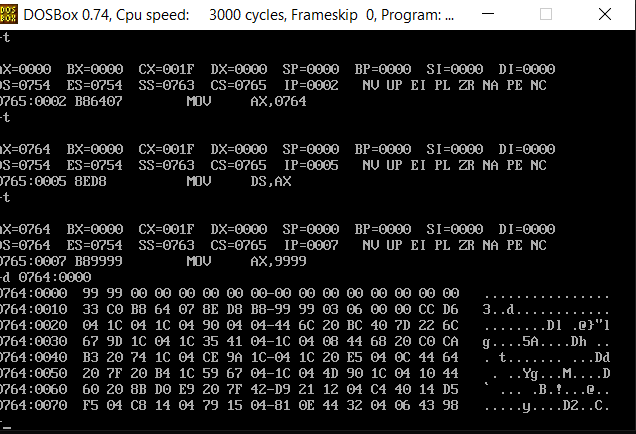 DOSBox 0.74, Cpu speed: 3000 cycles, Frameskip 0, Program: ...
-t
AX=0000 BX=0000 CX=001F DX=0000 SP=0000 BP=0000 SI=0000 DI=0000
DS=0754 ES=0754 SS=0763 CS=0765 IP=0002 NV UP EI PL ZR NA PE NC
0765:0002 B86407 MOV AX,0764
-t
AX=0764 BX=0000 CX=001F DX=0000 SP=0000 BP=0000 SI=0000 DI=0000
DS=0754 ES=0754 SS=0763 CS=0765 IP=0005 NV UP EI PL ZR NA PE NC
0765:0005 8ED8 MOV DS,AX
-t
AX=0764 BX=0000 CX=001F DX=0000 SP=0000 BP=0000 SI=0000 DI=0000
DS=0764 ES=0754 SS=0763 CS=0765 IP=0007 NV UP EI PL ZR NA PE NC
0765:0007 B89999 MOV AX,9999
-d 0764:0000
0764:0000 99 99 00 00 00 00 00 00-00 00 00 00 00 00 00 00 ................
0764:0010 33 C0 B8 64 07 8E D8 B8-99 99 03 06 00 00 CC D6 3..d............
0764:0020 04 1C 04 1C 04 90 04 04-44 6C 20 BC 40 7D 22 6C ........Dl .@}"l
0764:0030 67 9D 1C 04 1C 35 41 04-1C 04 08 44 68 20 C0 CA g....5A....Dh ..
0764:0040 B3 20 74 1C 04 CE 9A 1C-04 1C 20 E5 04 0C 44 64 . t....... ...Dd
0764:0050 20 7F 20 B4 1C 59 67 04-1C 04 4D 90 1C 04 10 44 . ..Yg...M....D
0764:0060 60 20 8B D0 E9 20 7F 42-D9 21 12 04 C4 40 14 D5 ` ... .B.!...@..
0764:0070 F5 04 C8 14 04 79 15 04-81 0E 44 32 04 06 43 98 .....y....D2..C.
-_